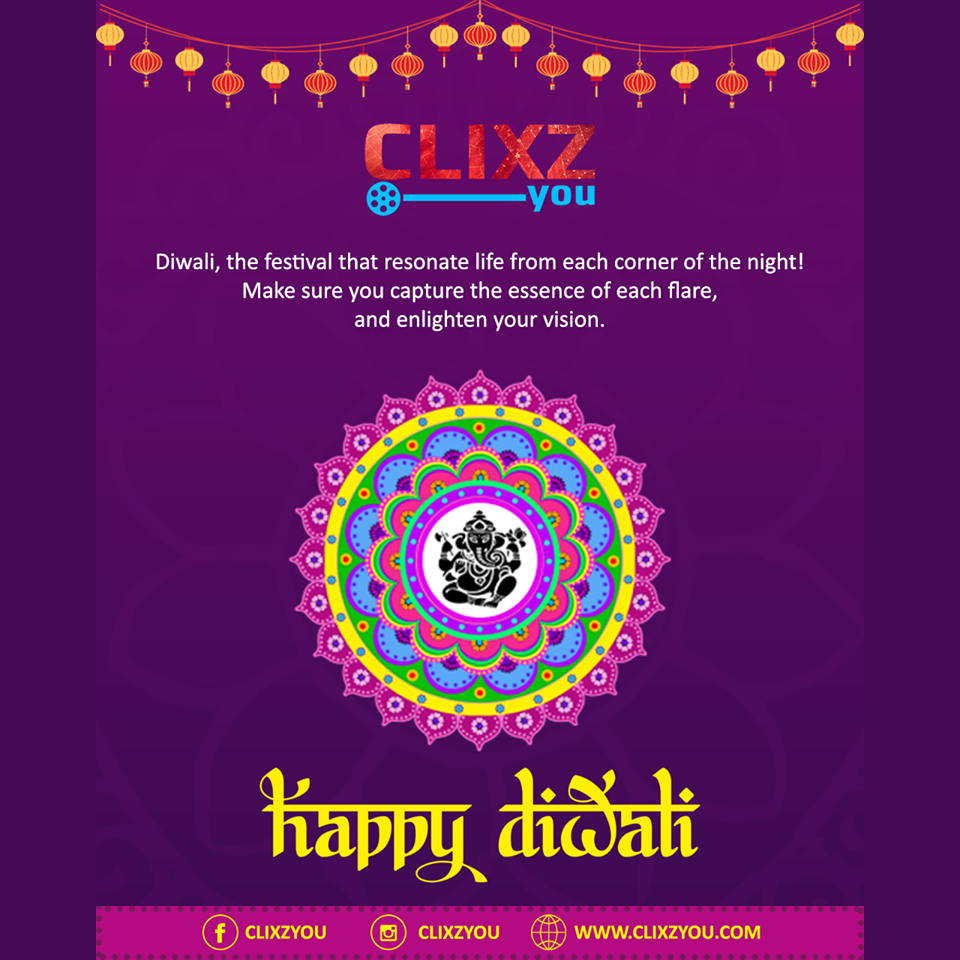 CLIXZ
you
Diwali, the festival that resonate life from each corner of the night!
Make sure you capture the essence of each flare,
and enlighten your vision.
happy diwali
CLIXZYOU CLIXZYOU WWW.CLIXZYOU.COM